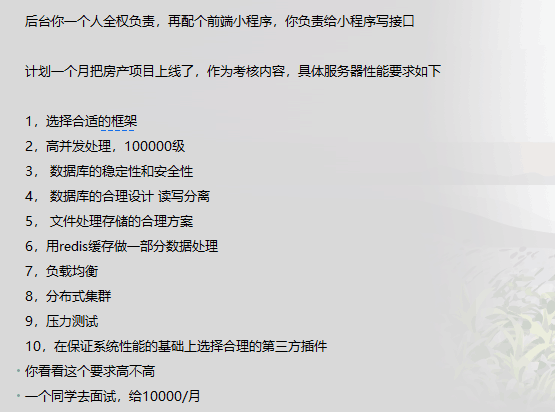 后台你一个人全权负责，再配个前端小程序，你负责给小程序写接口
计划一个月把房产项目上线了，作为考核内容，具体服务器性能要求如下
1，选择合适的框架
2，高并发处理，100000级
3， 数据库的稳定性和安全性
4， 数据库的合理设计 读写分离
5， 文件处理存储的合理方案
6，用redis缓存做一部分数据处理
7，负载均衡
8，分布式集群
9，压力测试
10，在保证系统性能的基础上选择合理的第三方插件
你看看这个要求高不高
一个同学去面试，给10000/月